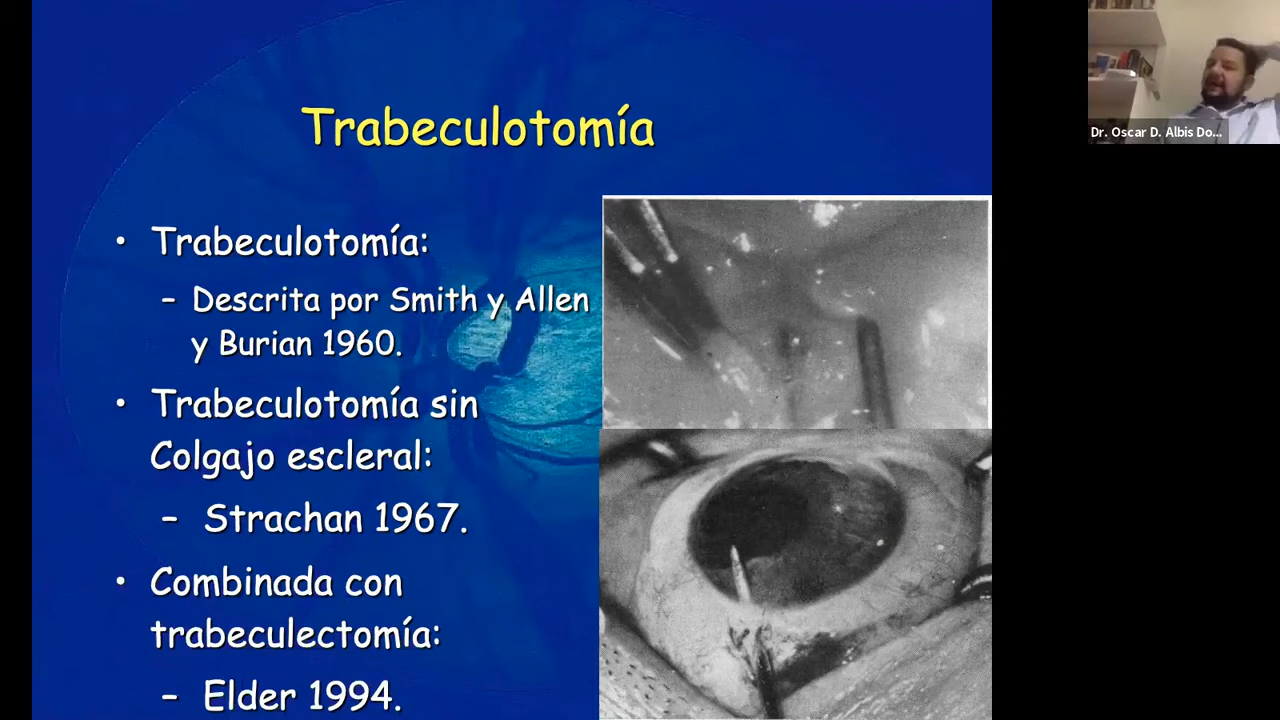 Trabeculotomía
• Trabeculotomía:
– Descrita por Smith y Allen
y Burian 1960.
• Trabeculotomía sin
Colgajo escleral:
– Strachan 1967.
• Combinada con
trabeculectomía:
– Elder 1994.
Dr. Oscar D. Albis Do...